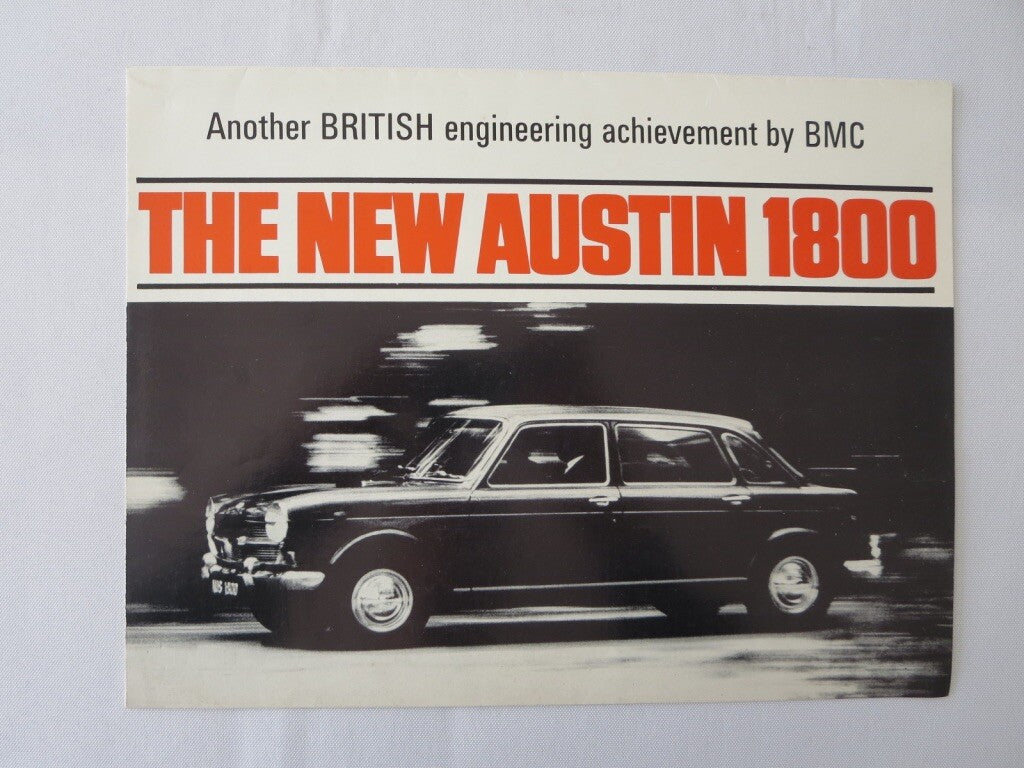 Another BRITISH engineering achievement by BMC
THE NEW AUSTIN 1800